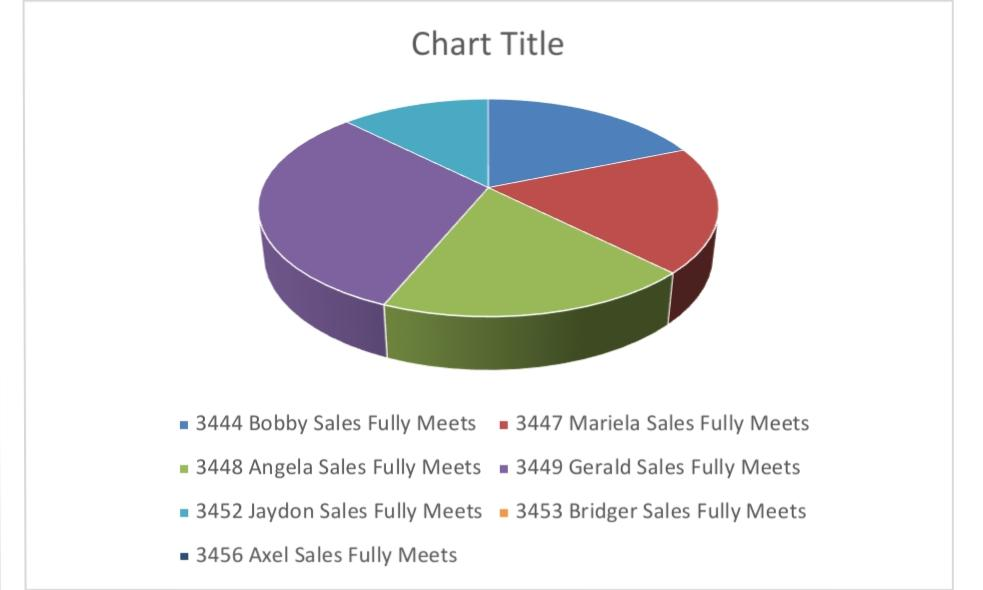 Chart Title
3444 Bobby Sales Fully Meets 3447 Mariela Sales Fully Meets
3448 Angela Sales Fully Meets 3449 Gerald Sales Fully Meets
3452 Jaydon Sales Fully Meets 3453 Bridger Sales Fully Meets
3456 Axel Sales Fully Meets